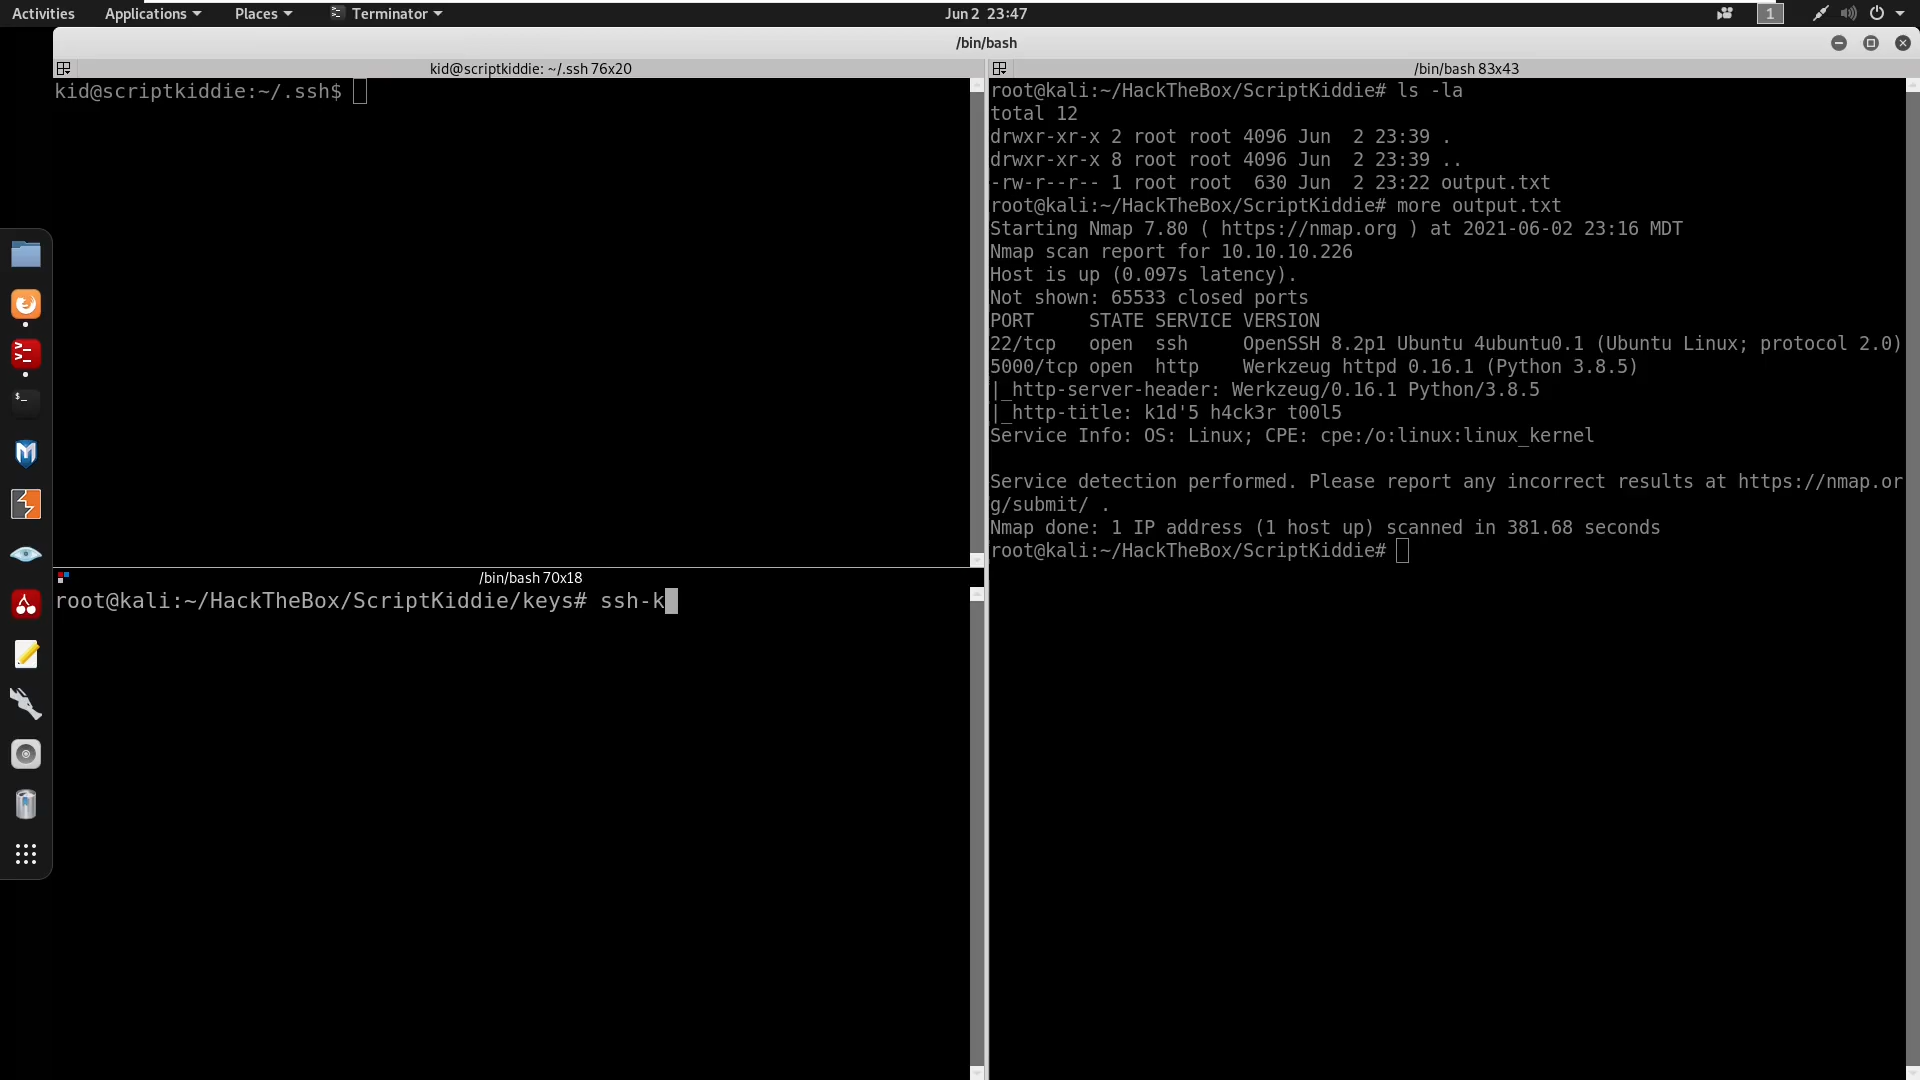 Activities Applications Places Terminator Jun 2 23:47 1
/bin/bash
kid@scriptkiddie: ~/.ssh 76x20
kid@scriptkiddie:~/.ssh$
/bin/bash 70x18
root@kali:~/HackTheBox/ScriptKiddie/keys# ssh-k
/bin/bash 83x43
root@kali:~/HackTheBox/ScriptKiddie# ls -la
total 12
drwxr-xr-x 2 root root 4096 Jun  2 23:39 .
drwxr-xr-x 8 root root 4096 Jun  2 23:39 ..
-rw-r--r-- 1 root root  630 Jun  2 23:22 output.txt
root@kali:~/HackTheBox/ScriptKiddie# more output.txt
Starting Nmap 7.80 ( https://nmap.org ) at 2021-06-02 23:16 MDT
Nmap scan report for 10.10.10.226
Host is up (0.097s latency).
Not shown: 65533 closed ports
PORT     STATE SERVICE VERSION
22/tcp   open  ssh     OpenSSH 8.2p1 Ubuntu 4ubuntu0.1 (Ubuntu Linux; protocol 2.0)
5000/tcp open  http    Werkzeug httpd 0.16.1 (Python 3.8.5)
|_http-server-header: Werkzeug/0.16.1 Python/3.8.5
|_http-title: k1d'5 h4ck3r t00l5
Service Info: OS: Linux; CPE: cpe:/o:linux:linux_kernel
Service detection performed. Please report any incorrect results at https://nmap.or
g/submit/ .
Nmap done: 1 IP address (1 host up) scanned in 381.68 seconds
root@kali:~/HackTheBox/ScriptKiddie#